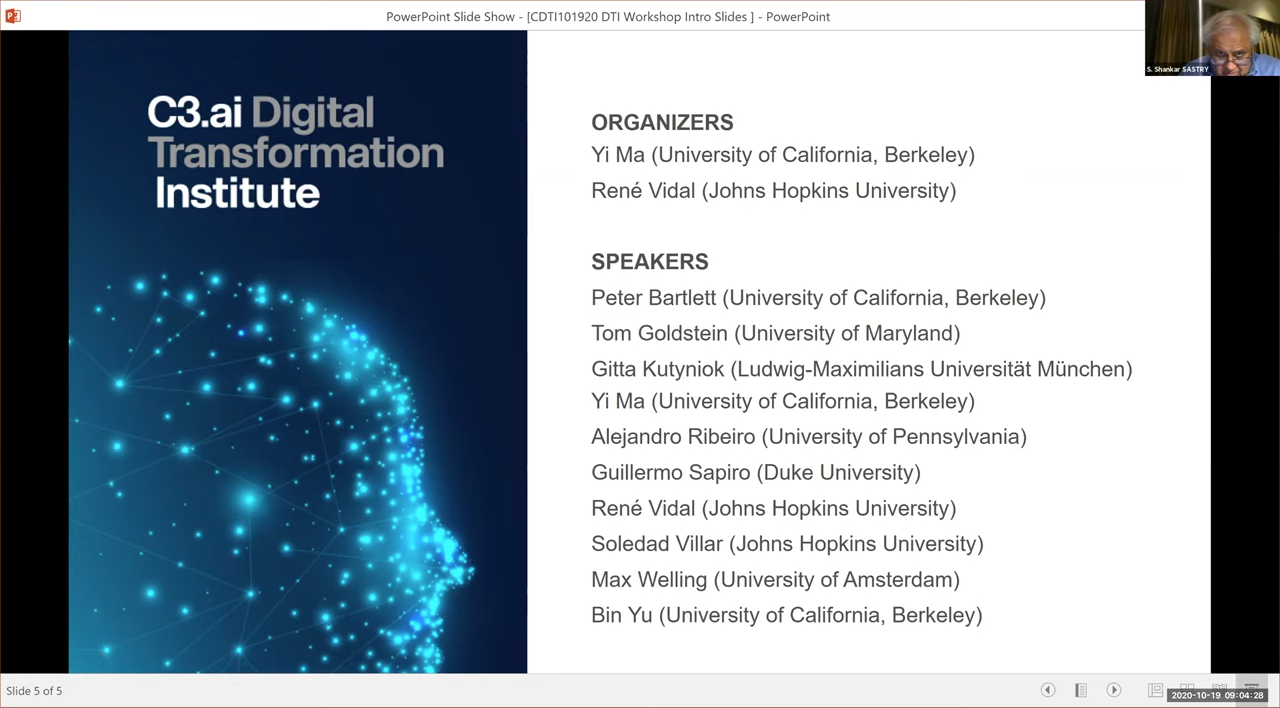 PowerPoint Slide Show - [CDTI101920 DTI Workshop Intro Slides ] - PowerPoint
S. Shankar SASTRY
C3.ai Digital
Transformation
Institute
ORGANIZERS
Yi Ma (University of California, Berkeley)
René Vidal (Johns Hopkins University)
SPEAKERS
Peter Bartlett (University of California, Berkeley)
Tom Goldstein (University of Maryland)
Gitta Kutyniok (Ludwig-Maximilians Universität München)
Yi Ma (University of California, Berkeley)
Alejandro Ribeiro (University of Pennsylvania)
Guillermo Sapiro (Duke University)
René Vidal (Johns Hopkins University)
Soledad Villar (Johns Hopkins University)
Max Welling (University of Amsterdam)
Bin Yu (University of California, Berkeley)
Slide 5 of 5
2020-10-19 09:04:28